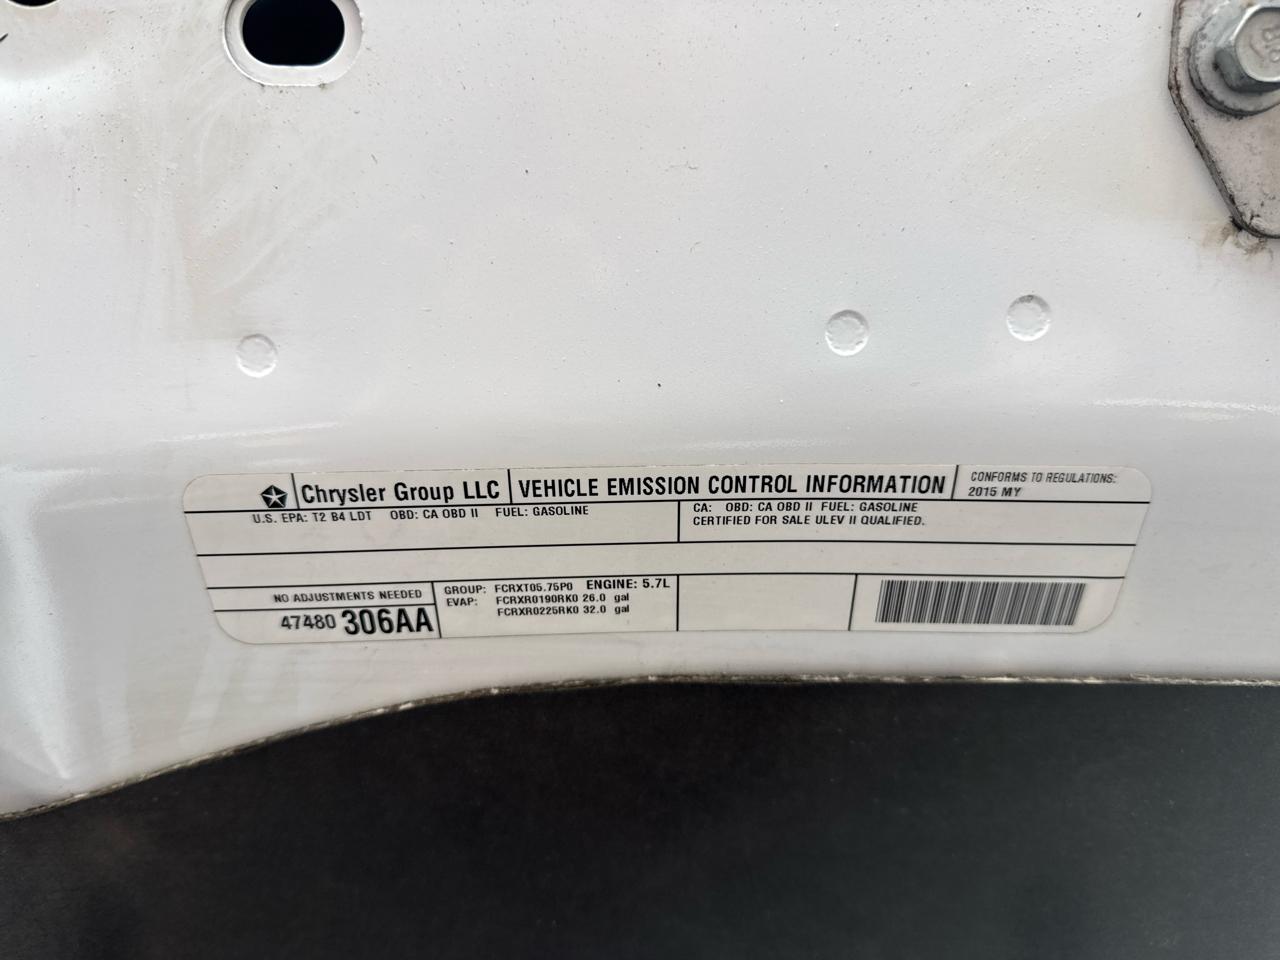 Chrysler Group LLC
VEHICLE EMISSION CONTROL INFORMATION
CONFORMS TO REGULATIONS:
2015 MY
U.S. EPA: T2 B4 LDT OBD: CA OBD II FUEL: GASOLINE
CA: OBD: CA OBD II FUEL: GASOLINE
CERTIFIED FOR SALE ULEV II QUALIFIED.
NO ADJUSTMENTS NEEDED
47480 306AA
GROUP: FCRXT05.75P0 ENGINE: 5.7L
EVAP: FCRXR0190RK0 26.0 gal
FCRXR0225RK0 32.0 gal